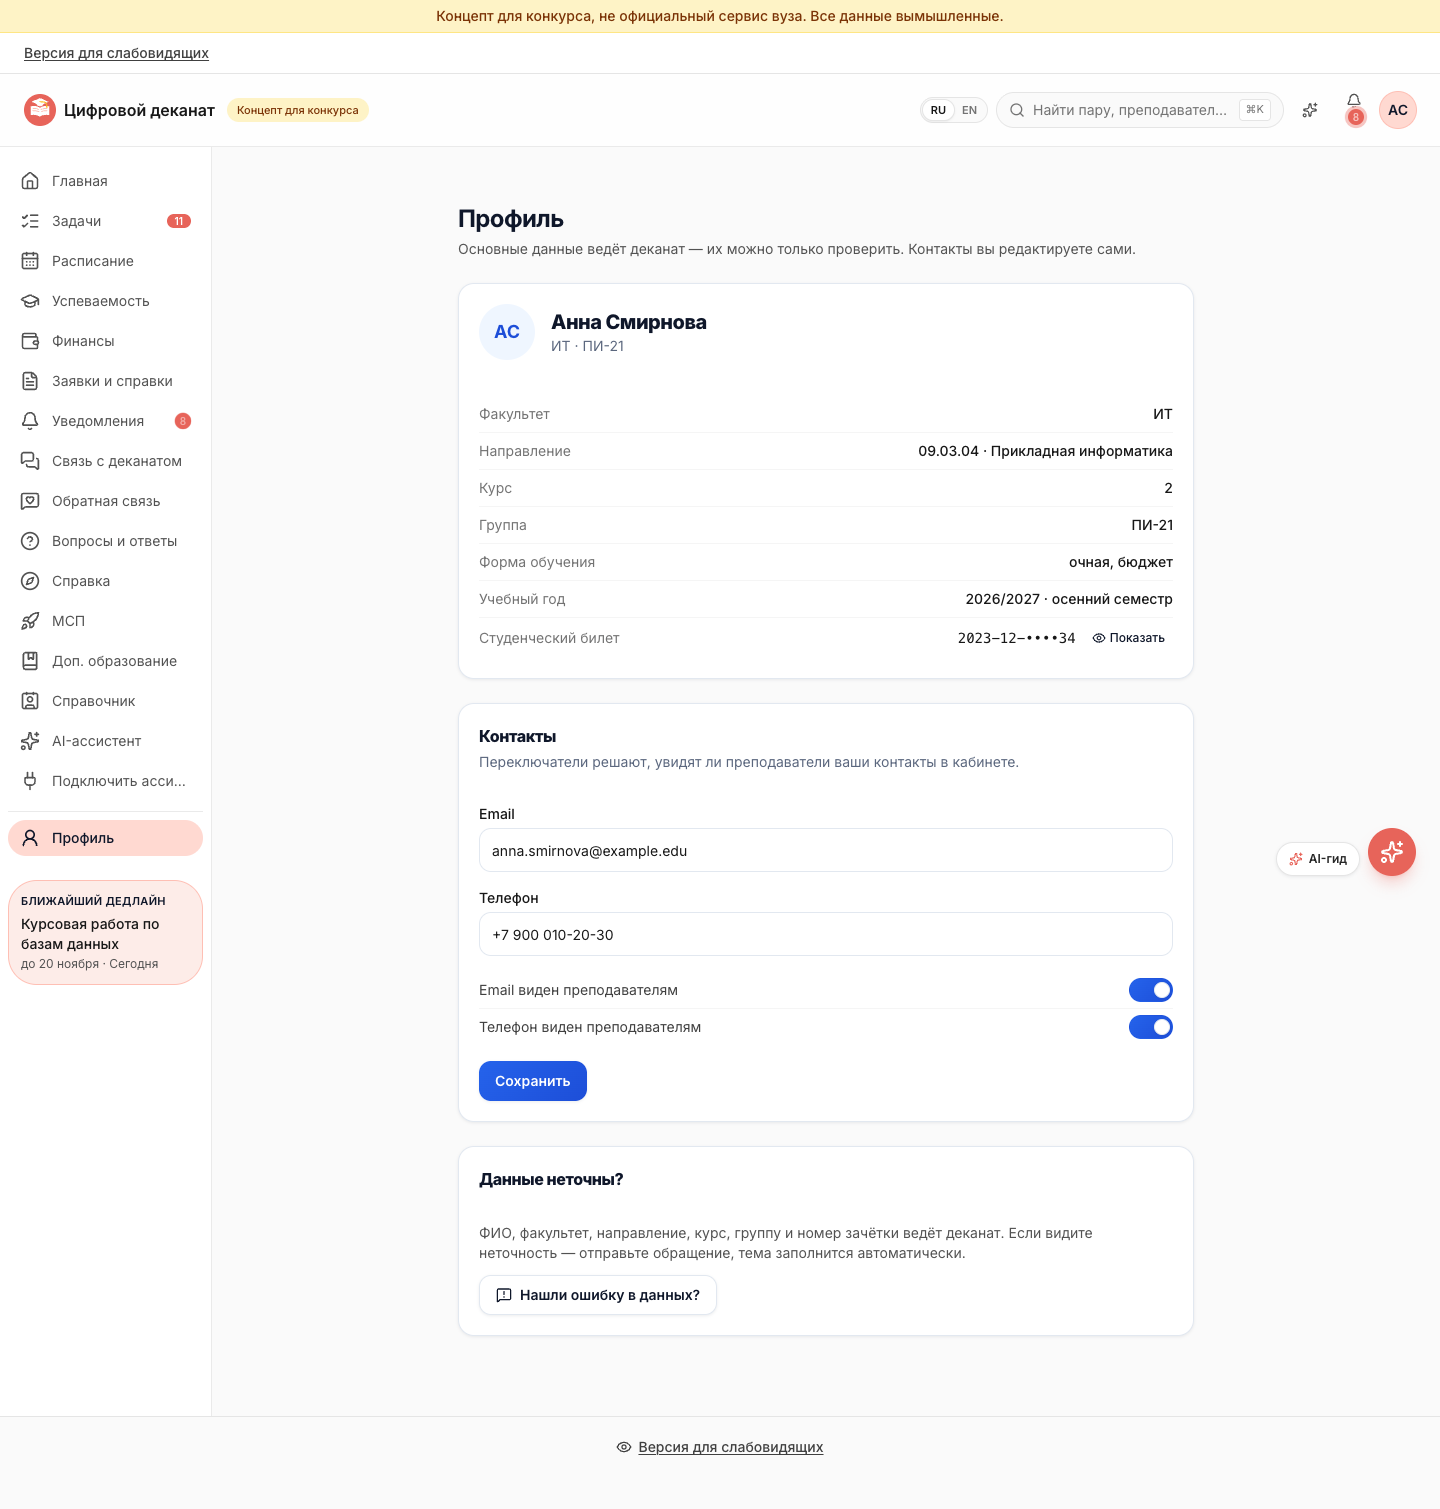 Концепт для конкурса, не официальный сервис вуза. Все данные вымышленные.
Версия для слабовидящих
Цифровой деканат
Концепт для конкурса
RU EN
Найти пару, преподавател...
⌘K
8
АС
Главная
Задачи 11
Расписание
Успеваемость
Финансы
Заявки и справки
Уведомления 8
Связь с деканатом
Обратная связь
Вопросы и ответы
Справка
МСП
Доп. образование
Справочник
AI-ассистент
Подключить асси...
Профиль
БЛИЖАЙШИЙ ДЕДЛАЙН
Курсовая работа по
базам данных
до 20 ноября · Сегодня
Профиль
Основные данные ведёт деканат — их можно только проверить. Контакты вы редактируете сами.
АС
Анна Смирнова
ИТ · ПИ-21
Факультет ИТ
Направление 09.03.04 · Прикладная информатика
Курс 2
Группа ПИ-21
Форма обучения очная, бюджет
Учебный год 2026/2027 · осенний семестр
Студенческий билет 2023–12–••••34 Показать
Контакты
Переключатели решают, увидят ли преподаватели ваши контакты в кабинете.
Email
anna.smirnova@example.edu
Телефон
+7 900 010-20-30
Email виден преподавателям
Телефон виден преподавателям
Сохранить
AI-гид
Данные неточны?
ФИО, факультет, направление, курс, группу и номер зачётки ведёт деканат. Если видите
неточность — отправьте обращение, тема заполнится автоматически.
Нашли ошибку в данных?
Версия для слабовидящих